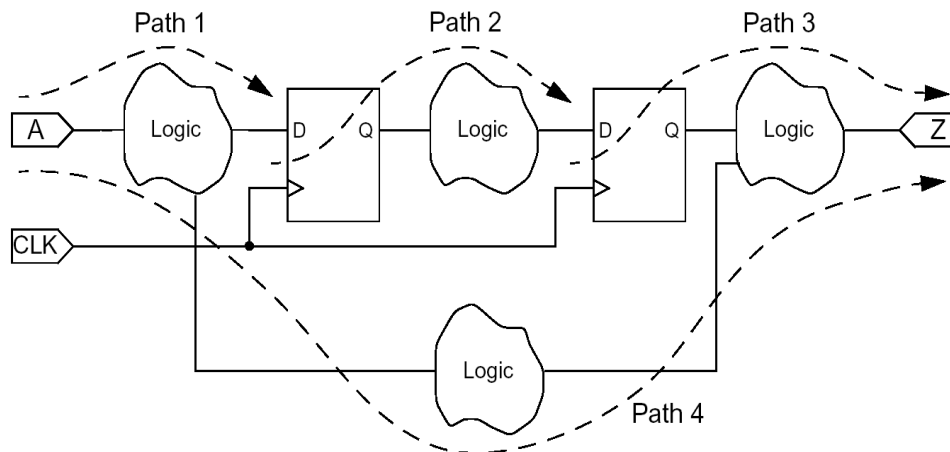 Path 1
Path 2
Path 3
A
Logic
D
Q
Logic
D
Q
Logic
Z
CLK
Logic
Path 4